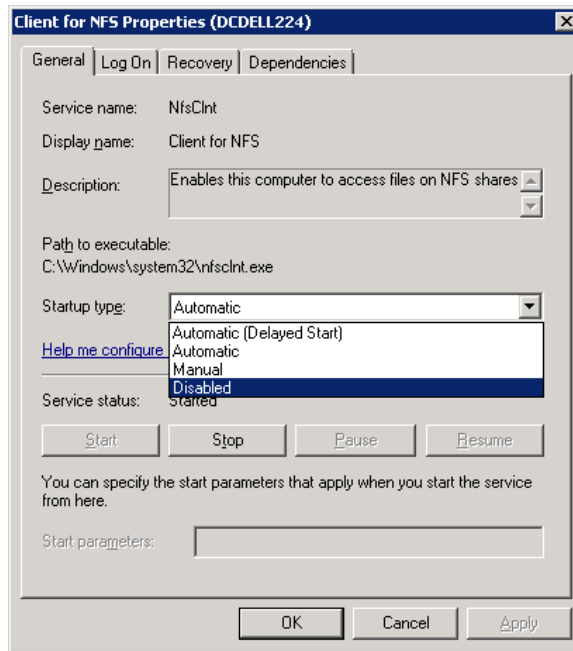 Client for NFS Properties (DCDELL224)
General Log On Recovery Dependencies
Service name: NfsClnt
Display name: Client for NFS
Description: Enables this computer to access files on NFS shares
Path to executable:
C:\Windows\system32\nfsclnt.exe
Startup type: Automatic
Automatic (Delayed Start)
Help me configure Automatic
Manual
Disabled
Service status: Started
Start Stop Pause Resume
You can specify the start parameters that apply when you start the service
from here.
Start parameters:
OK Cancel Apply